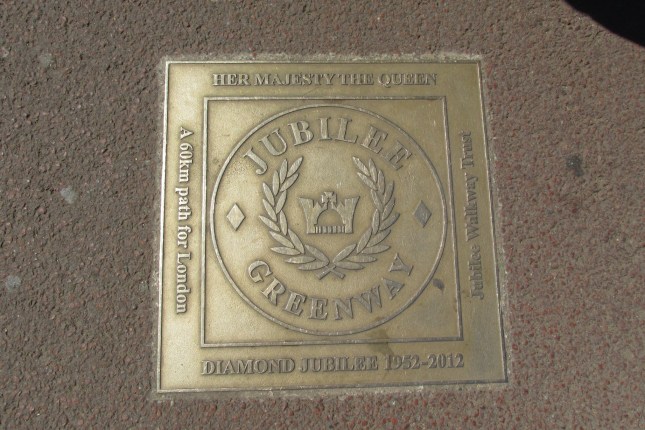 HER MAJESTY THE QUEEN
JUBILEE
GREENWAY
A 60km path for London
Jubilee Walkway Trust
DIAMOND JUBILEE 1952-2012